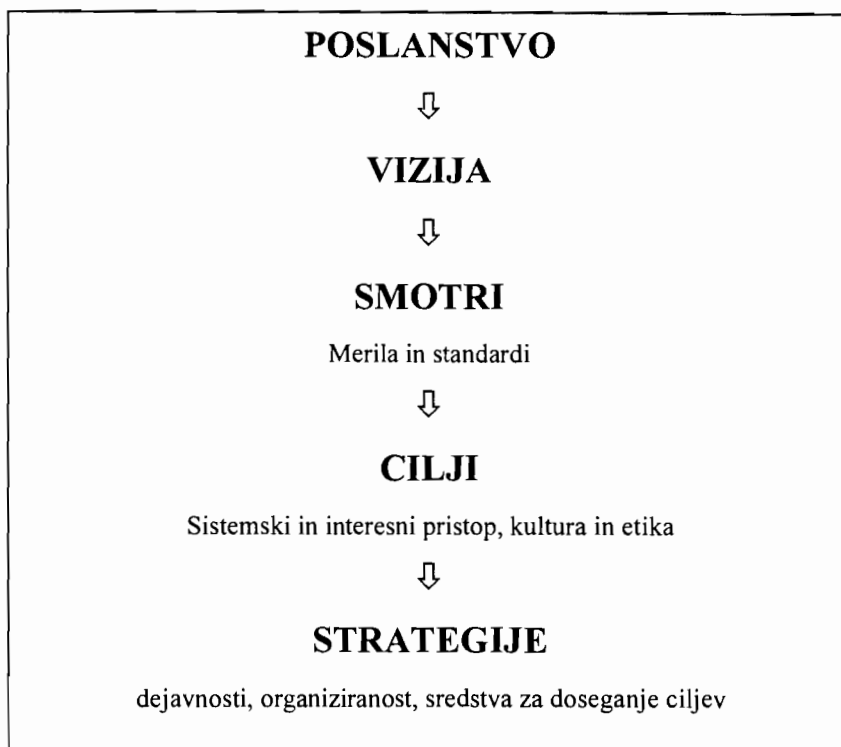 POSLANSTVO
⇩
VIZIJA
⇩
SMOTRI
Merila in standardi
⇩
CILJI
Sistemski in interesni pristop, kultura in etika
⇩
STRATEGIJE
dejavnosti, organiziranost, sredstva za doseganje ciljev